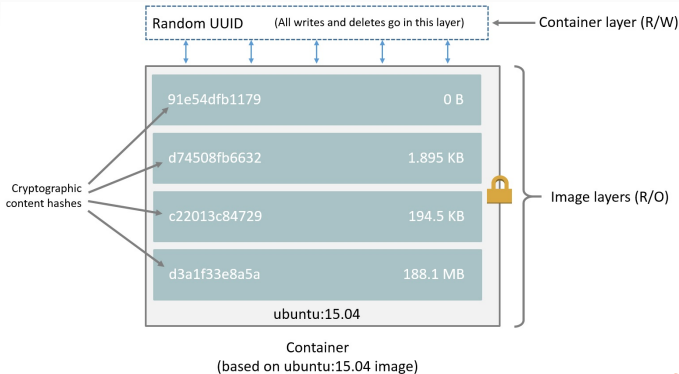 Random UUID (All writes and deletes go in this layer)
Container layer (R/W)
91e54dfb1179 0 B
d74508fb6632 1.895 KB
Cryptographic
content hashes
Image layers (R/O)
c22013c84729 194.5 KB
d3a1f33e8a5a 188.1 MB
ubuntu:15.04
Container
(based on ubuntu:15.04 image)